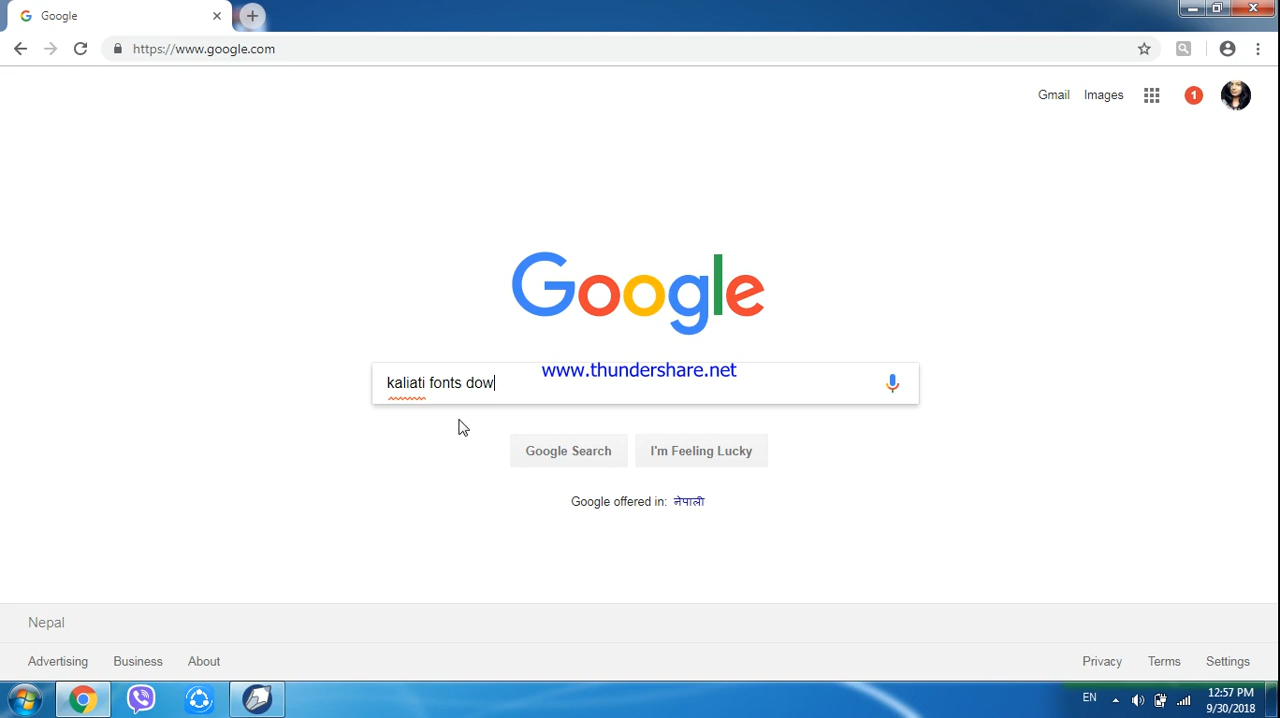 Google
https://www.google.com
Gmail Images
1
Google
www.thundershare.net
kaliati fonts dow
Google Search I'm Feeling Lucky
Google offered in: नेपाली
Nepal
Advertising Business About
Privacy Terms Settings
EN
12:57 PM
9/30/2018